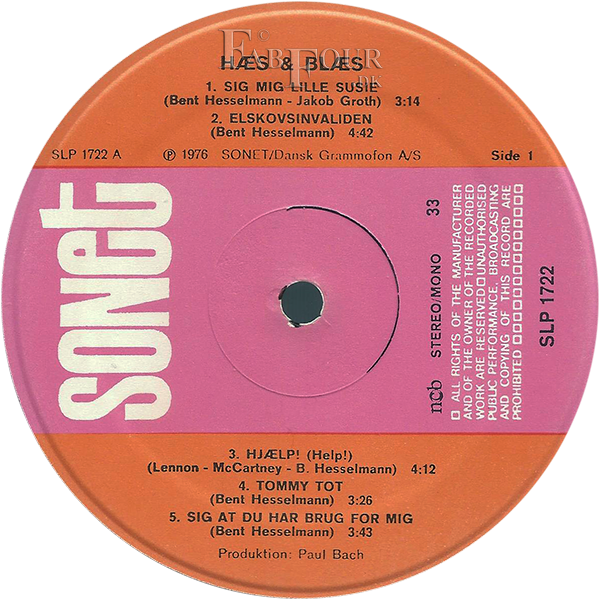 © FAB FOUR .DK
HÆS & BLÆS
1. SIG MIG LILLE SUSIE
(Bent Hesselmann - Jakob Groth) 3:14
2. ELSKOVSINVALIDEN
(Bent Hesselmann) 4:42
SLP 1722 A ℗ 1976 SONET/Dansk Grammofon A/S Side 1
SONET
ncb STEREO/MONO 33
□ ALL RIGHTS OF THE MANUFACTURER
AND OF THE OWNER OF THE RECORDED
WORK ARE RESERVED □ UNAUTHORISED
PUBLIC PERFORMANCE, BROADCASTING
AND COPYING OF THIS RECORD ARE
PROHIBITED □□□□□□□□□□□□□□
SLP 1722
3. HJÆLP! (Help!)
(Lennon - McCartney - B. Hesselmann) 4:12
4. TOMMY TOT
(Bent Hesselmann) 3:26
5. SIG AT DU HAR BRUG FOR MIG
(Bent Hesselmann) 3:43
Produktion: Paul Bach